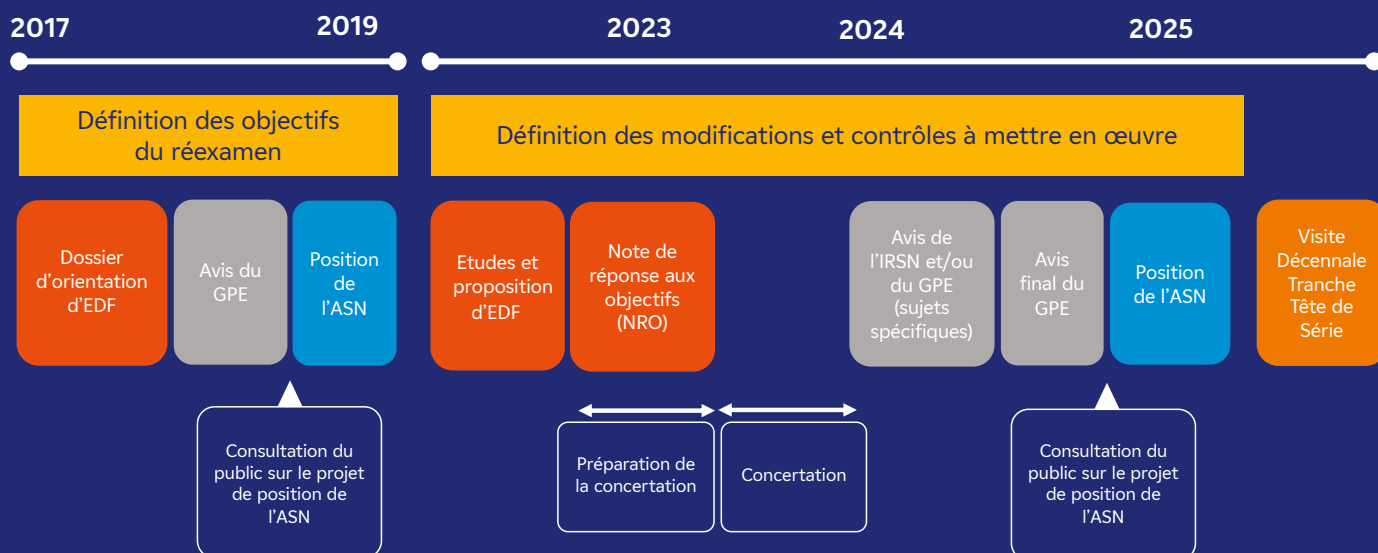 2017
2019
2023
2024
2025
Définition des objectifs
du réexamen
Définition des modifications et contrôles à mettre en œuvre
Dossier
d’orientation
d’EDF
Avis du
GPE
Position
de
l’ASN
Etudes et
proposition
d’EDF
Note de
réponse aux
objectifs
(NRO)
Avis de
l’IRSN et/ou
du GPE
(sujets
spécifiques)
Avis
final du
GPE
Position
de l’ASN
Visite
Décennale
Tranche
Tête de
Série
Consultation du
public sur le projet
de position de
l’ASN
Préparation de
la concertation
Concertation
Consultation du
public sur le projet
de position de
l’ASN